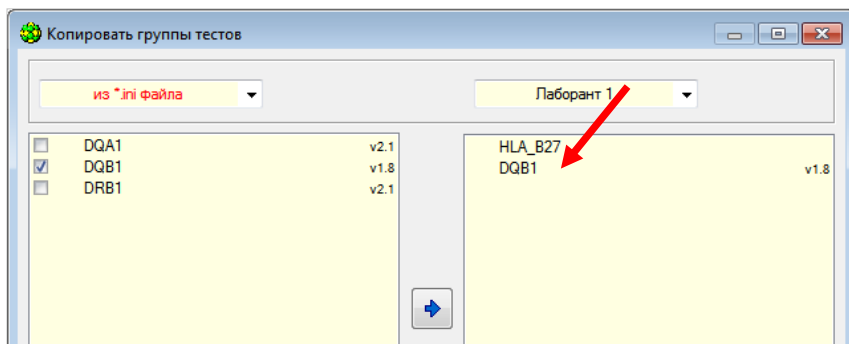 Копировать группы тестов
из *.ini файла
Лаборант 1
DQA1 v2.1
DQB1 v1.8
DRB1 v2.1
HLA_B27
DQB1 v1.8